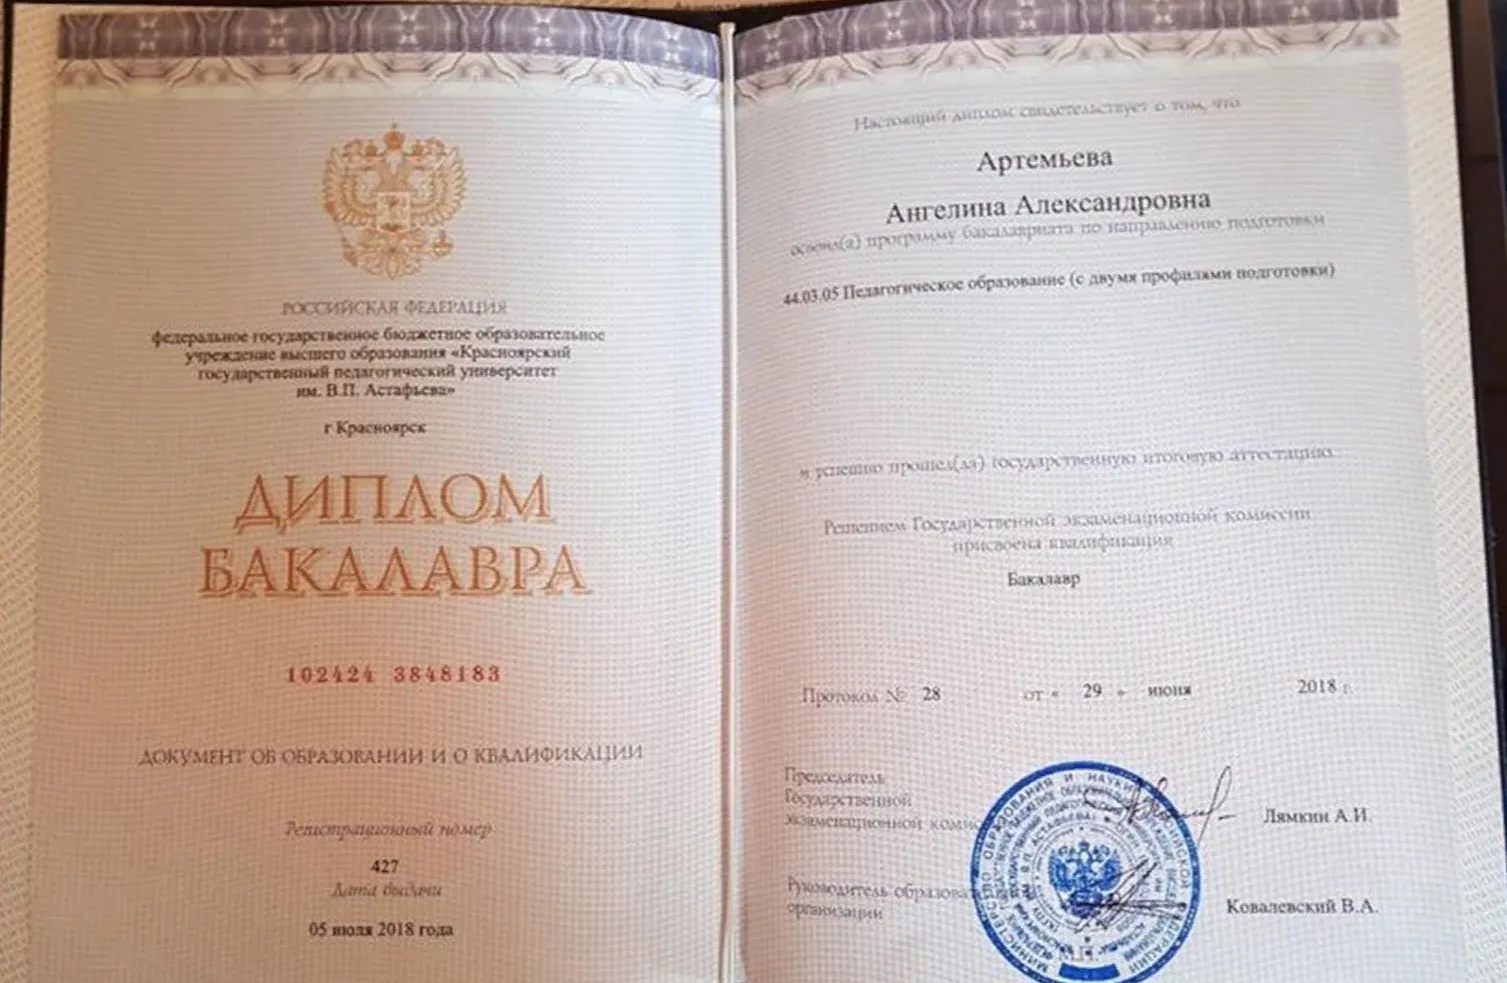 РОССИЙСКАЯ ФЕДЕРАЦИЯ
федеральное государственное бюджетное образовательное
учреждение высшего образования «Красноярский
государственный педагогический университет
им. В.П. Астафьева»
г Красноярск
ДИПЛОМ
БАКАЛАВРА
102424 3848183
ДОКУМЕНТ ОБ ОБРАЗОВАНИИ И О КВАЛИФИКАЦИИ
Регистрационный номер
427
Дата выдачи
05 июля 2018 года
Настоящий диплом свидетельствует о том, что
Артемьева
Ангелина Александровна
освоил(а) программу бакалавриата по направлению подготовки
44.03.05 Педагогическое образование (с двумя профилями подготовки)
и успешно прошел(ла) государственную итоговую аттестацию
Решением Государственной экзаменационной комиссии
присвоена квалификация
Бакалавр
Протокол № 28 от « 29 » июня 2018 г.
Председатель
Государственной
экзаменационной комис
Лямкин А.И.
Руководитель образова
организации
Ковалевский В.А.